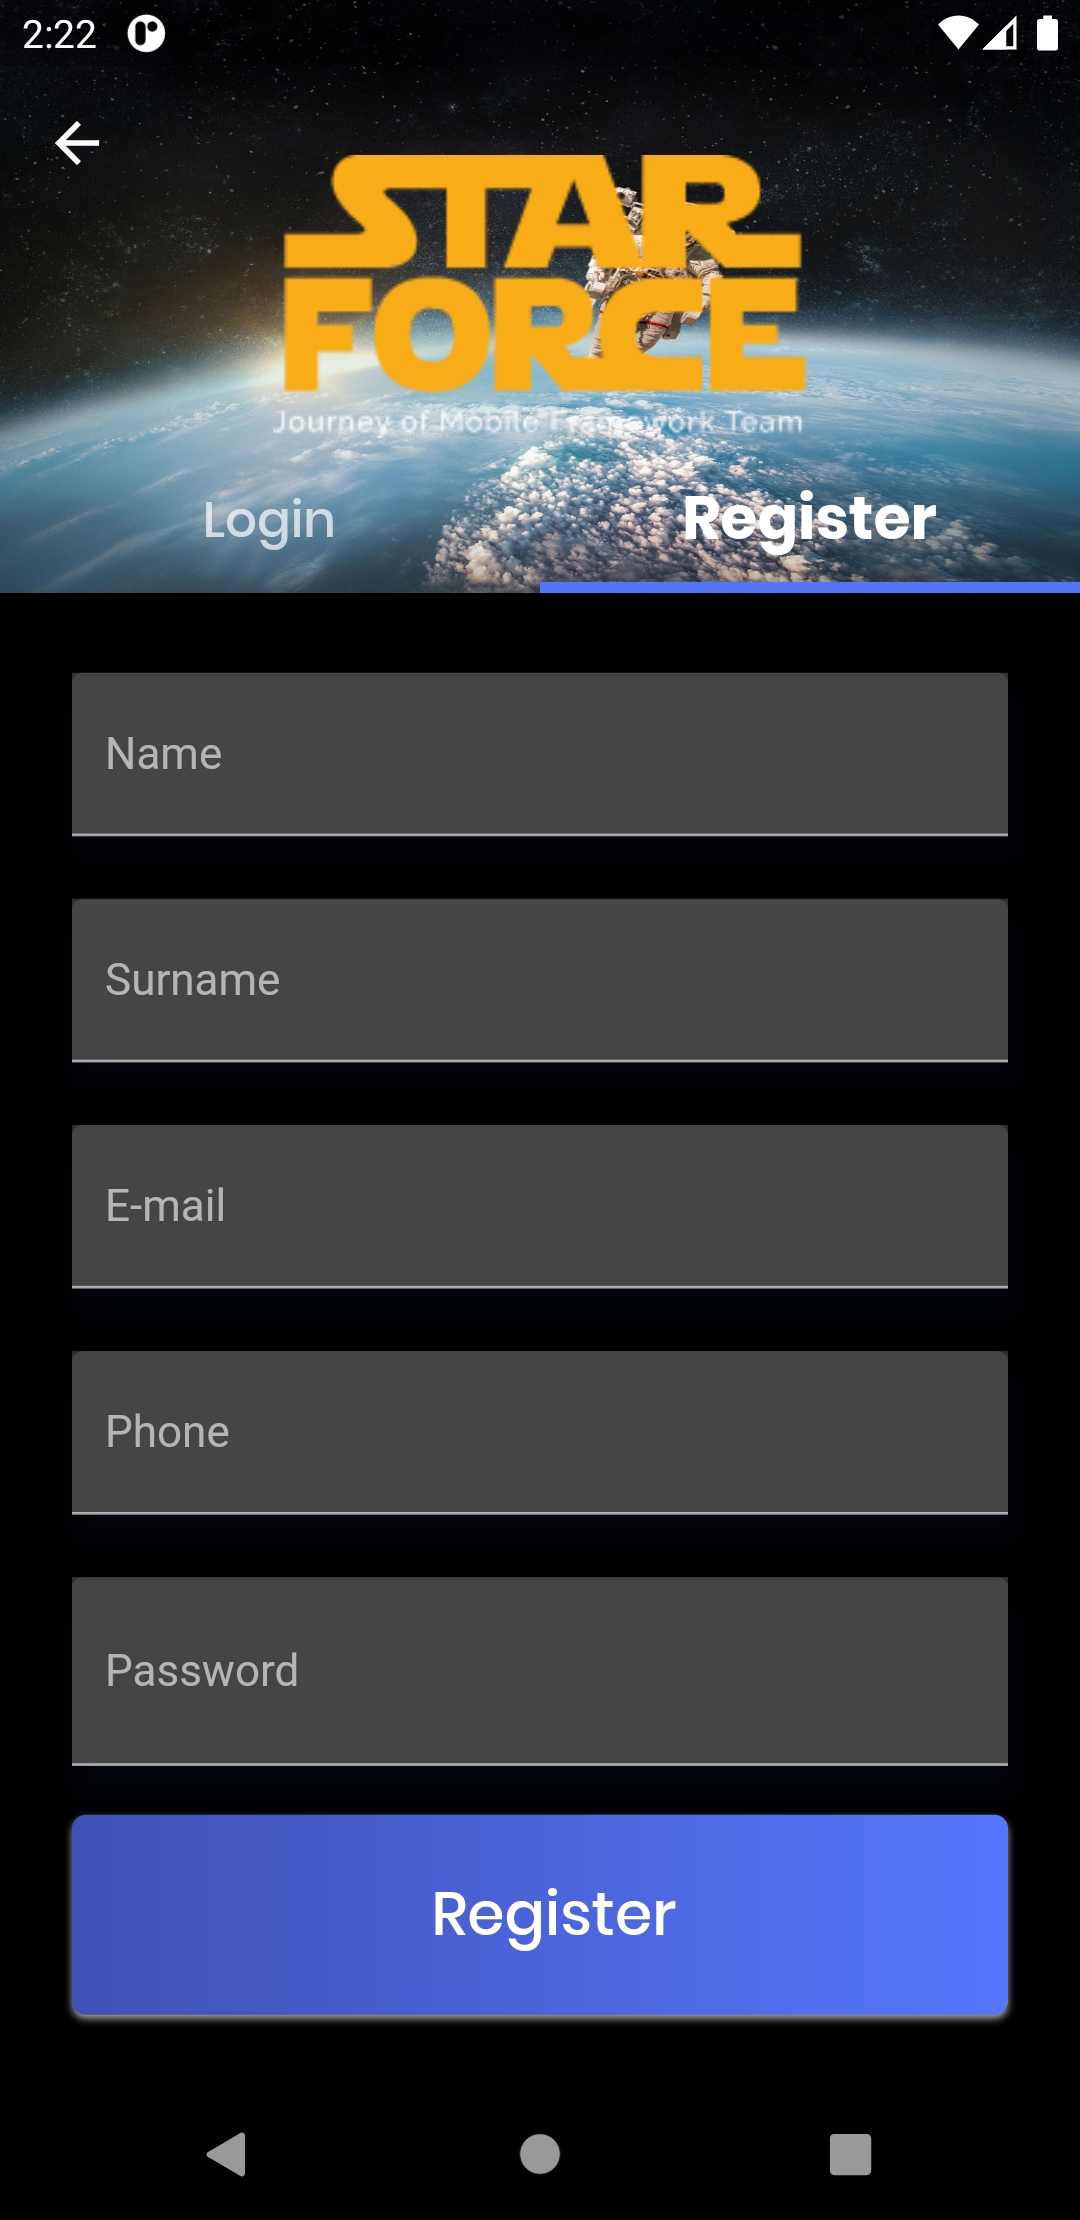 2:22
STAR
FORCE
Journey of Mobile Framework Team
Login
Register
Name
Surname
E-mail
Phone
Password
Register